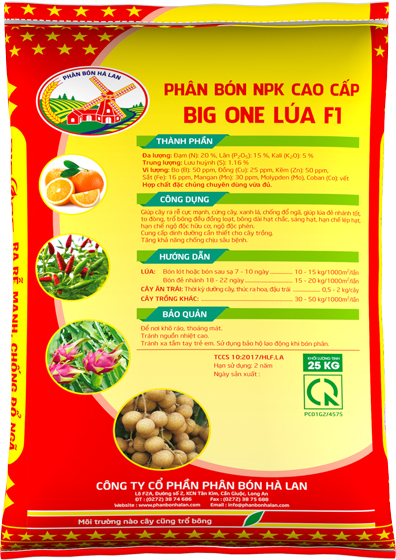 PHÂN BÓN HÀ LAN
PHÂN BÓN NPK CAO CẤP
BIG ONE LÚA F1
THÀNH PHẦN
Đa lượng: Đạm (N): 20 %, Lân (P₂O₅): 15 %, Kali (K₂O): 5 %
Trung lượng: Lưu huỳnh (S): 1,16 %
Vi lượng: Bo (B): 50 ppm, Đồng (Cu): 25 ppm, Kẽm (Zn): 50 ppm,
Sắt (Fe): 16 ppm, Mangan (Mn): 30 ppm, Molypden (Mo), Coban (Co): vết
Hợp chất đặc chủng chuyên dùng vừa đủ.
CÔNG DỤNG
Giúp cây ra rễ cực mạnh, cứng cây, xanh lá, chống đổ ngã, giúp lúa đẻ nhánh tốt,
to đòng, trổ bông đều đồng loạt, bông dài hạt chắc, sáng hạt, hạn chế lép hạt,
hạn chế ngộ độc hữu cơ, ngộ độc phèn.
Cung cấp dinh dưỡng cần thiết cho cây trồng.
Tăng khả năng chống chịu sâu bệnh.
HƯỚNG DẪN
LÚA: Bón lót hoặc bón sau sạ 7 - 10 ngày .......... 10 - 15 kg/1000m²/lần
Bón đẻ nhánh 18 - 22 ngày .......... 15 - 20 kg/1000m²/lần
CÂY ĂN TRÁI: Thời kỳ dưỡng cây, thúc ra hoa, đậu trái .......... 0,5 - 2 kg/cây
CÂY TRỒNG KHÁC: .......... 30 - 50 kg/1000m²/lần
BẢO QUẢN
Để nơi khô ráo, thoáng mát.
Tránh nguồn nhiệt cao.
Tránh xa tầm tay trẻ em. Sử dụng bảo hộ lao động khi bón phân.
TCCS 10:2017/HLF.LA
Hạn sử dụng: 2 năm
Ngày sản xuất :
KHỐI LƯỢNG TỊNH
25 KG
PC01G2/4575
RA RỄ MẠNH, CHỐNG ĐỔ NGÃ
CÔNG TY CỔ PHẦN PHÂN BÓN HÀ LAN
Lô F2A, Đường số 2, KCN Tân Kim, Cần Giuộc, Long An
ĐT : (0272) 38 74 686 Fax : (0272) 38 75 688
Website : www.phanbonhalan.com Email : info@phanbonhalan.com
Môi trường nào cây cũng trổ bông